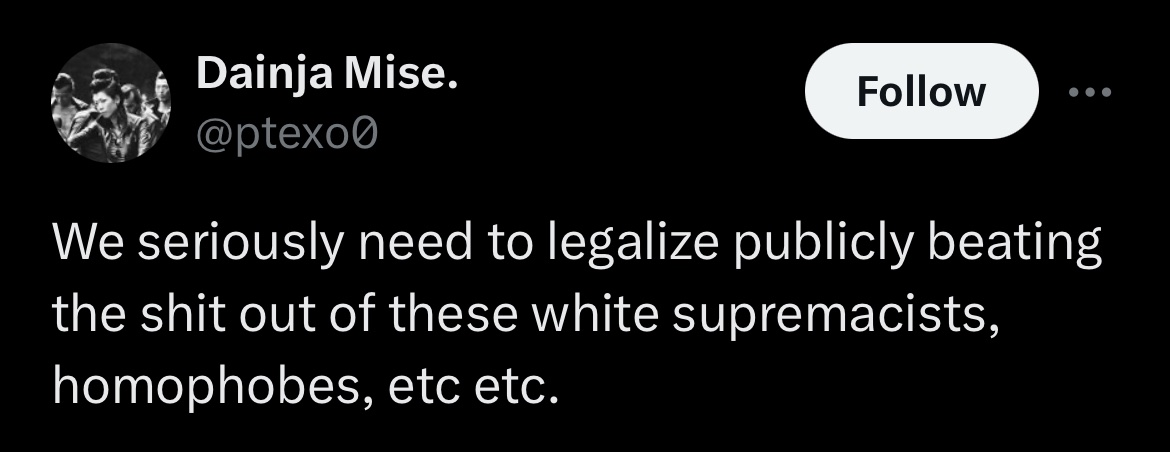 Dainja Mise.
Follow
@ptexo0
We seriously need to legalize publicly beating
the shit out of these white supremacists,
homophobes, etc etc.